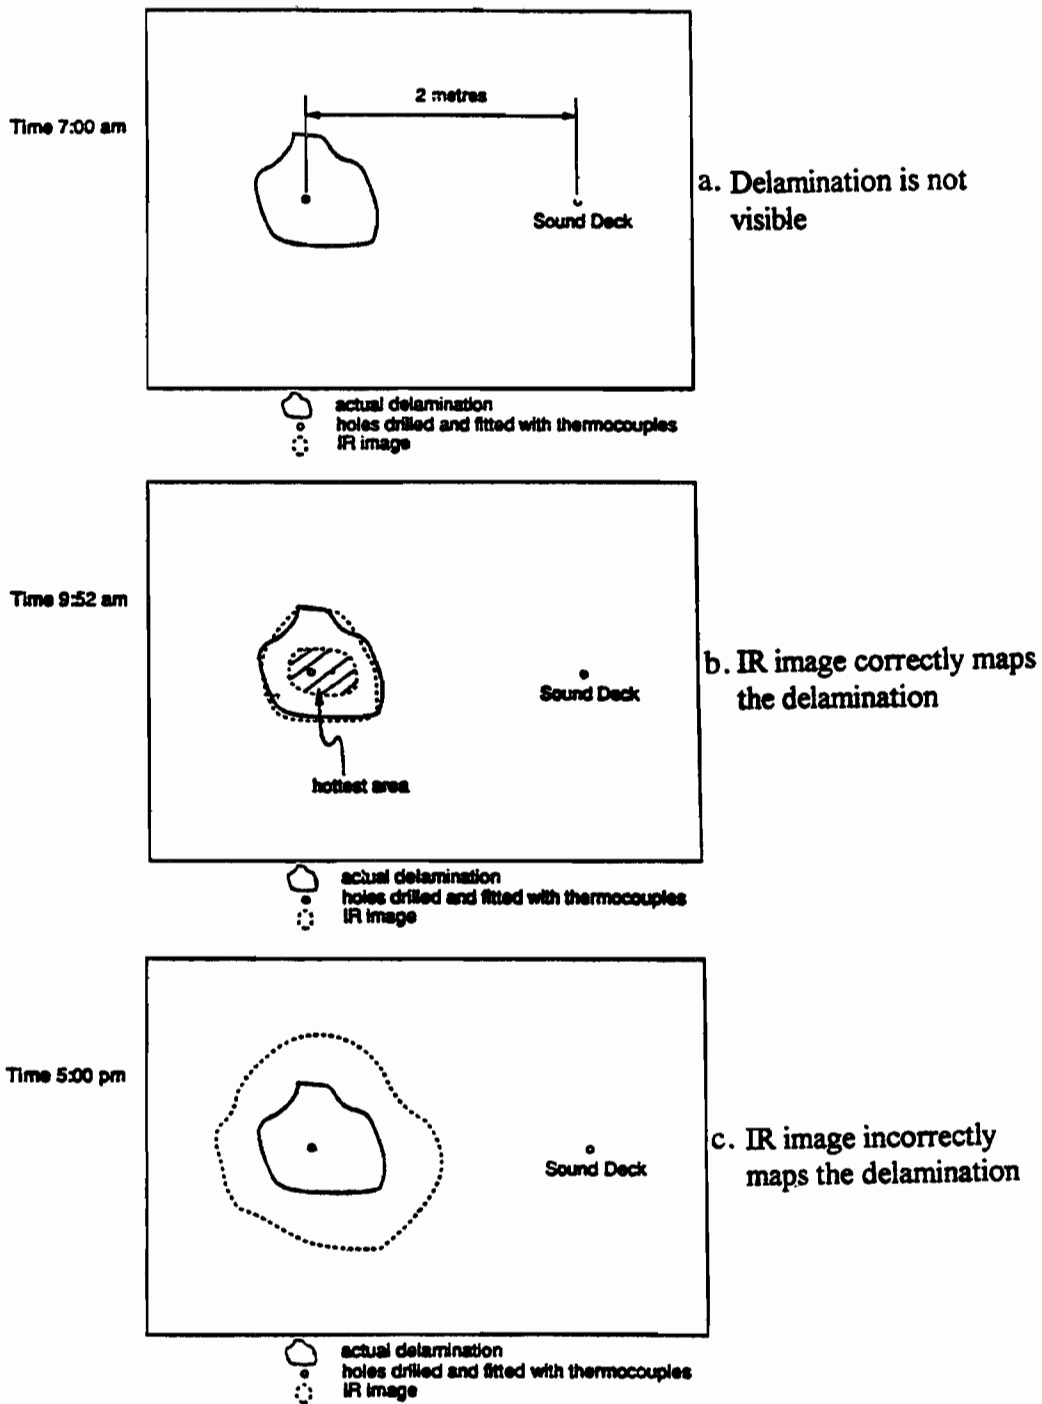 2 metres
Time 7:00 am
a. Delamination is not
visible
Sound Deck
actual delamination
holes drilled and fitted with thermocouples
IR image
Time 9:52 am
b. IR image correctly maps
the delamination
Sound Deck
hottest area
actual delamination
holes drilled and fitted with thermocouples
IR image
Time 5:00 pm
c. IR image incorrectly
maps the delamination
Sound Deck
actual delamination
holes drilled and fitted with thermocouples
IR image